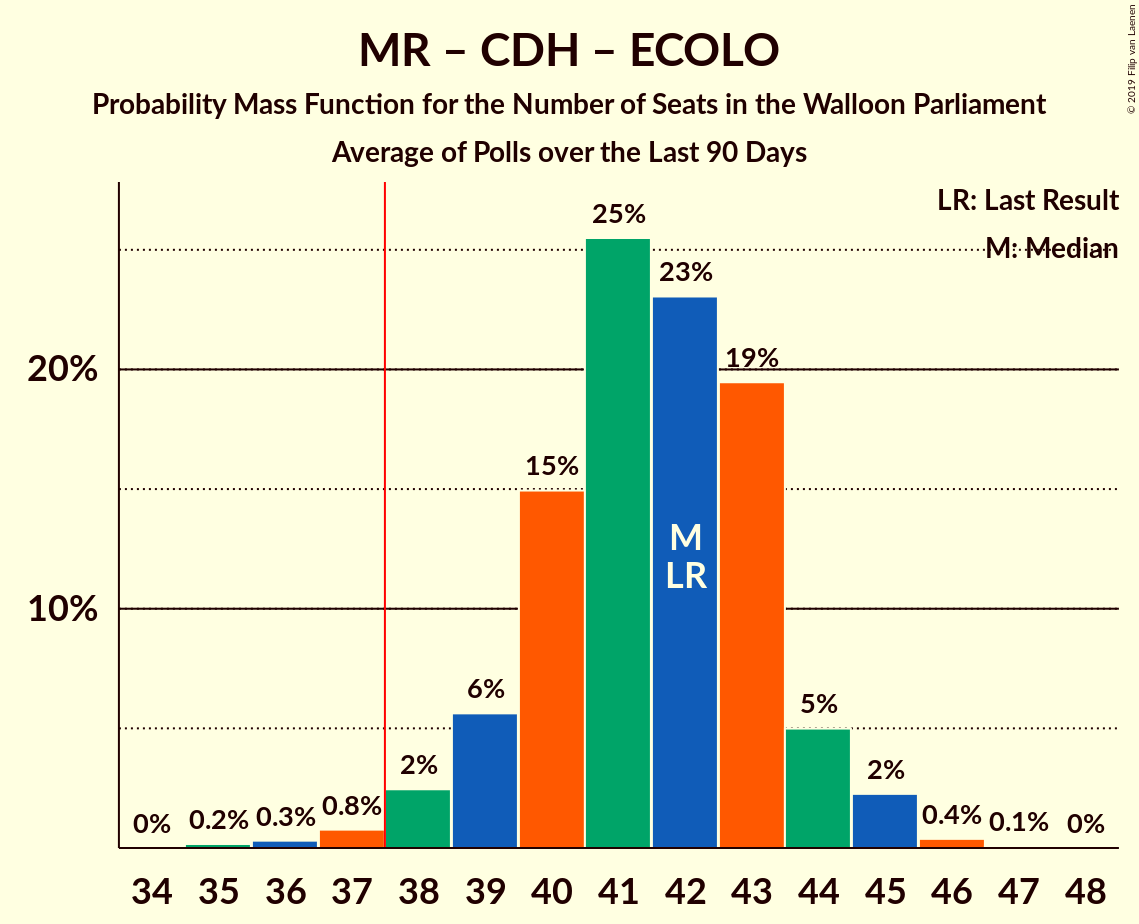 MR – CDH – ECOLO
Probability Mass Function for the Number of Seats in the Walloon Parliament
Average of Polls over the Last 90 Days
© 2019 Filip van Laenen
LR: Last Result
M: Median
20%
10%
0%
0.2%
0.3%
0.8%
2%
6%
15%
25%
23%
19%
5%
2%
0.4%
0.1%
0%
M
LR
34 35 36 37 38 39 40 41 42 43 44 45 46 47 48